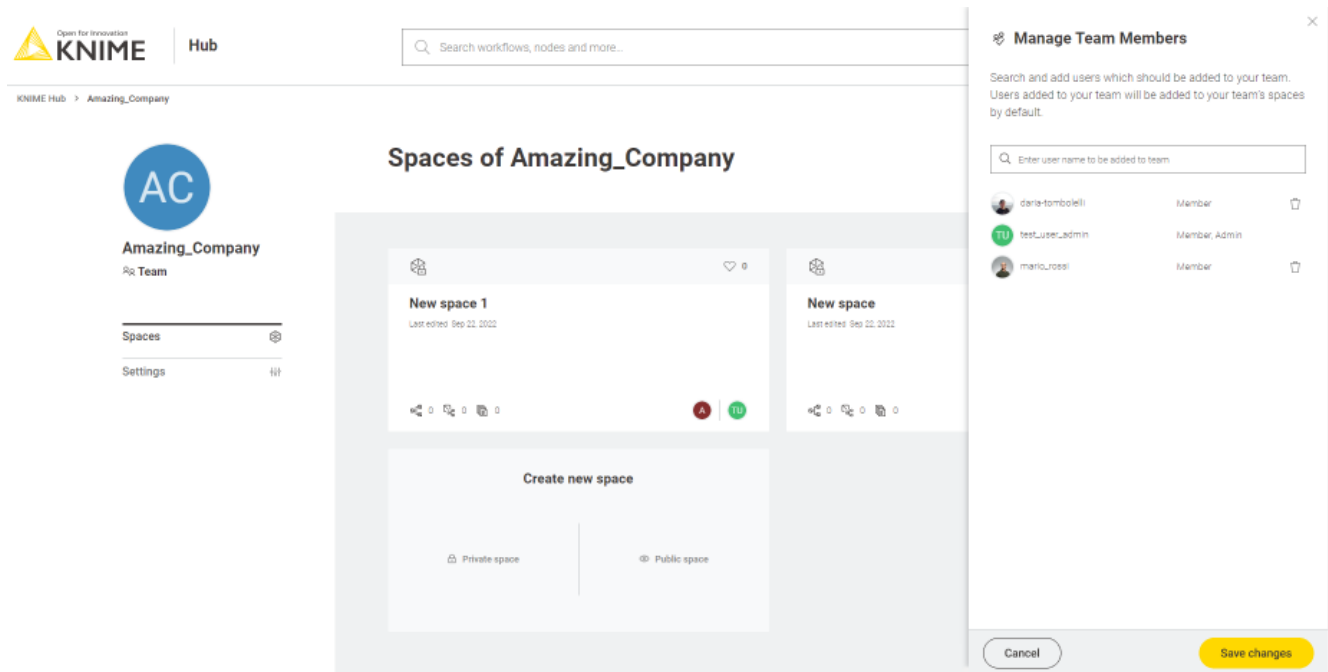 Open for Innovation
KNIME
Hub
Search workflows, nodes and more...
KNIME Hub > Amazing_Company
AC
Amazing_Company
Team
Spaces
Settings
Spaces of Amazing_Company
0
New space 1
Last edited Sep 22, 2022
0 0 0
A TU
New space
Last edited Sep 22, 2022
0 0 0
Create new space
Private space
Public space
Manage Team Members
Search and add users which should be added to your team.
Users added to your team will be added to your team's spaces
by default.
Enter user name to be added to team
daria-tombolelli Member
TU test_user_admin Member, Admin
mario_rossi Member
Cancel
Save changes